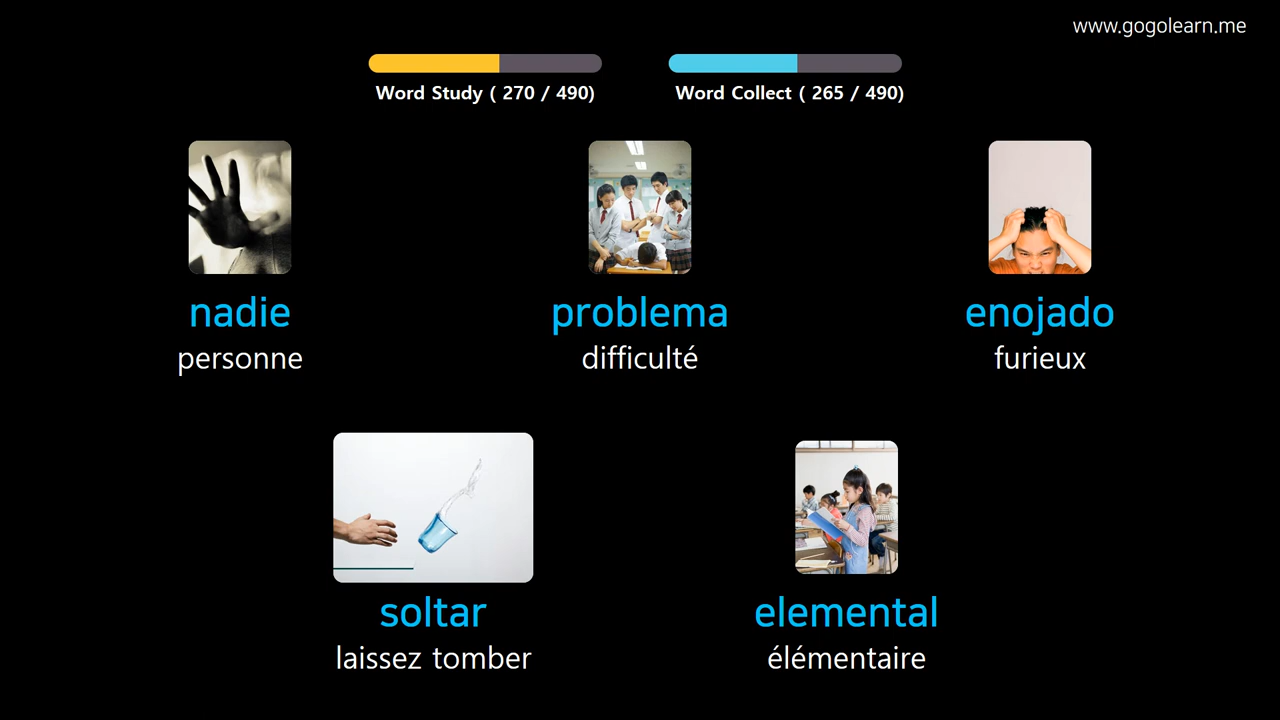 www.gogolearn.me
Word Study ( 270 / 490)
Word Collect ( 265 / 490)
nadie
personne
problema
difficulté
enojado
furieux
soltar
laissez tomber
elemental
élémentaire